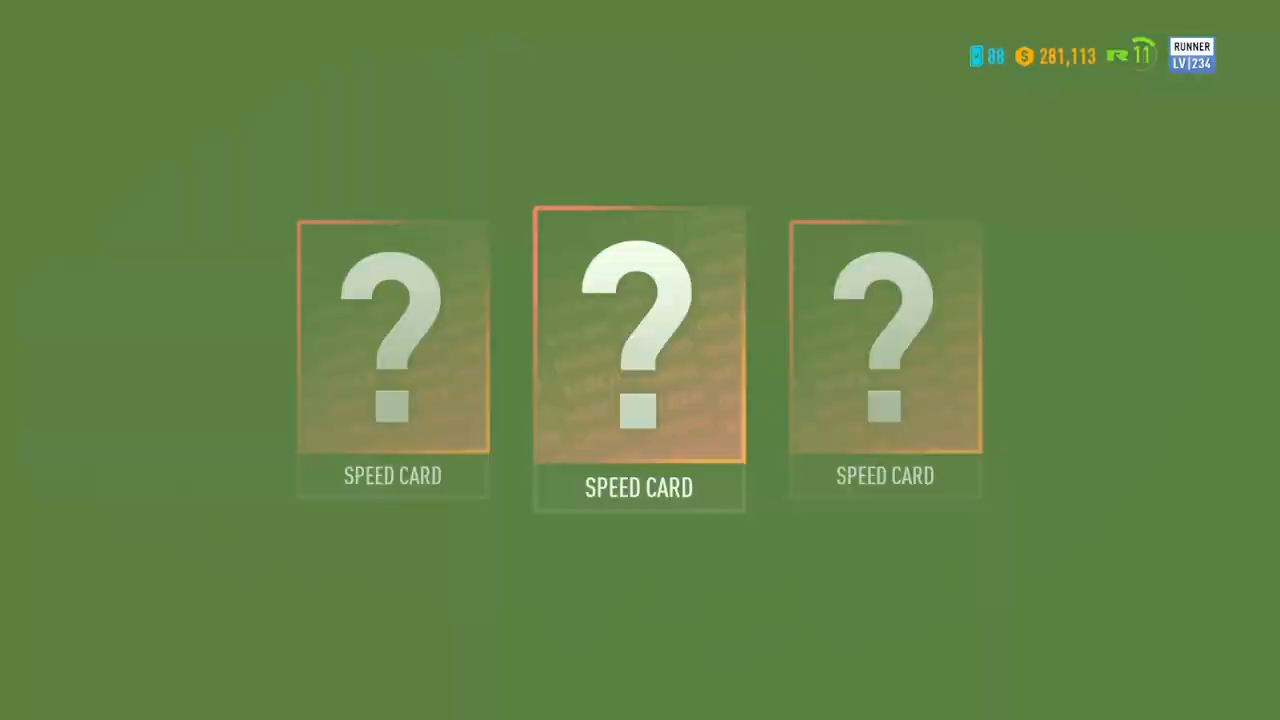 88 281,113 R 11 RUNNER
LV|234
? ? ?
SPEED CARD SPEED CARD SPEED CARD